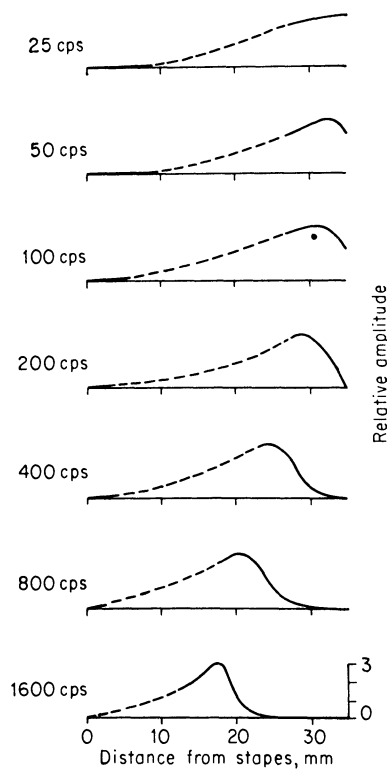 25 cps
50 cps
100 cps
200 cps
400 cps
800 cps
1600 cps
Relative amplitude
3
0
0 10 20 30
Distance from stapes, mm